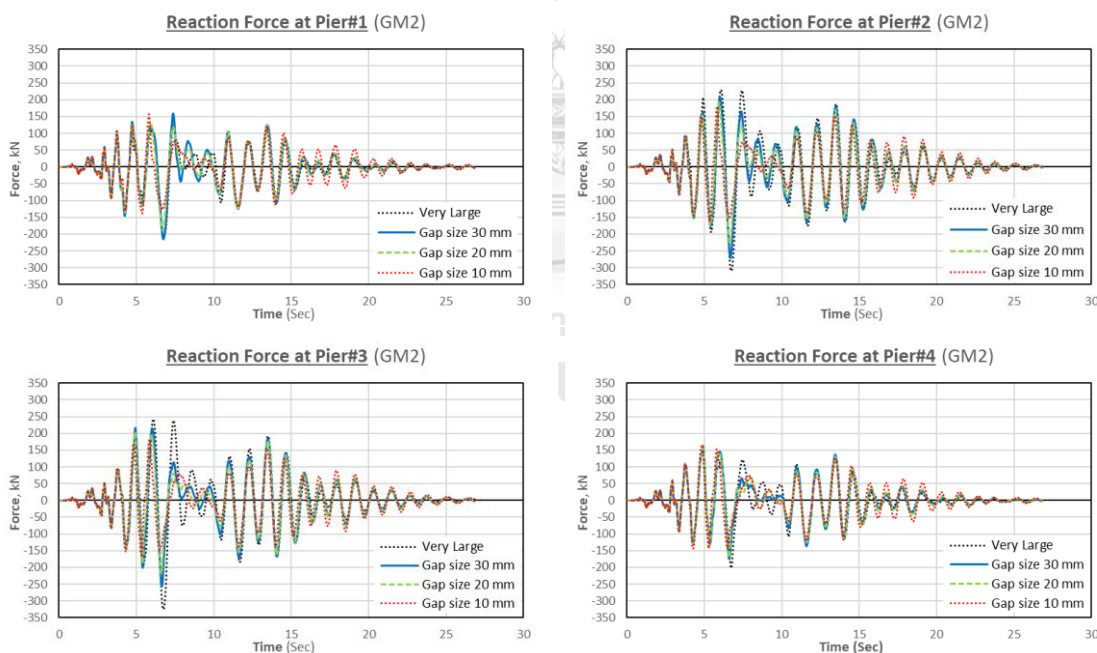 Reaction Force at Pier#1 (GM2)
Force, kN
350
300
250
200
150
100
50
0
-50
-100
-150
-200
-250
-300
-350
Very Large
Gap size 30 mm
Gap size 20 mm
Gap size 10 mm
0 5 10 15 20 25 30
Time (Sec)
Reaction Force at Pier#2 (GM2)
Force, kN
350
300
250
200
150
100
50
0
-50
-100
-150
-200
-250
-300
-350
Very Large
Gap size 30 mm
Gap size 20 mm
Gap size 10 mm
0 5 10 15 20 25 30
Time (Sec)
Reaction Force at Pier#3 (GM2)
Force, kN
350
300
250
200
150
100
50
0
-50
-100
-150
-200
-250
-300
-350
Very Large
Gap size 30 mm
Gap size 20 mm
Gap size 10 mm
0 5 10 15 20 25 30
Time (Sec)
Reaction Force at Pier#4 (GM2)
Force, kN
350
300
250
200
150
100
50
0
-50
-100
-150
-200
-250
-300
-350
Very Large
Gap size 30 mm
Gap size 20 mm
Gap size 10 mm
0 5 10 15 20 25 30
Time (Sec)